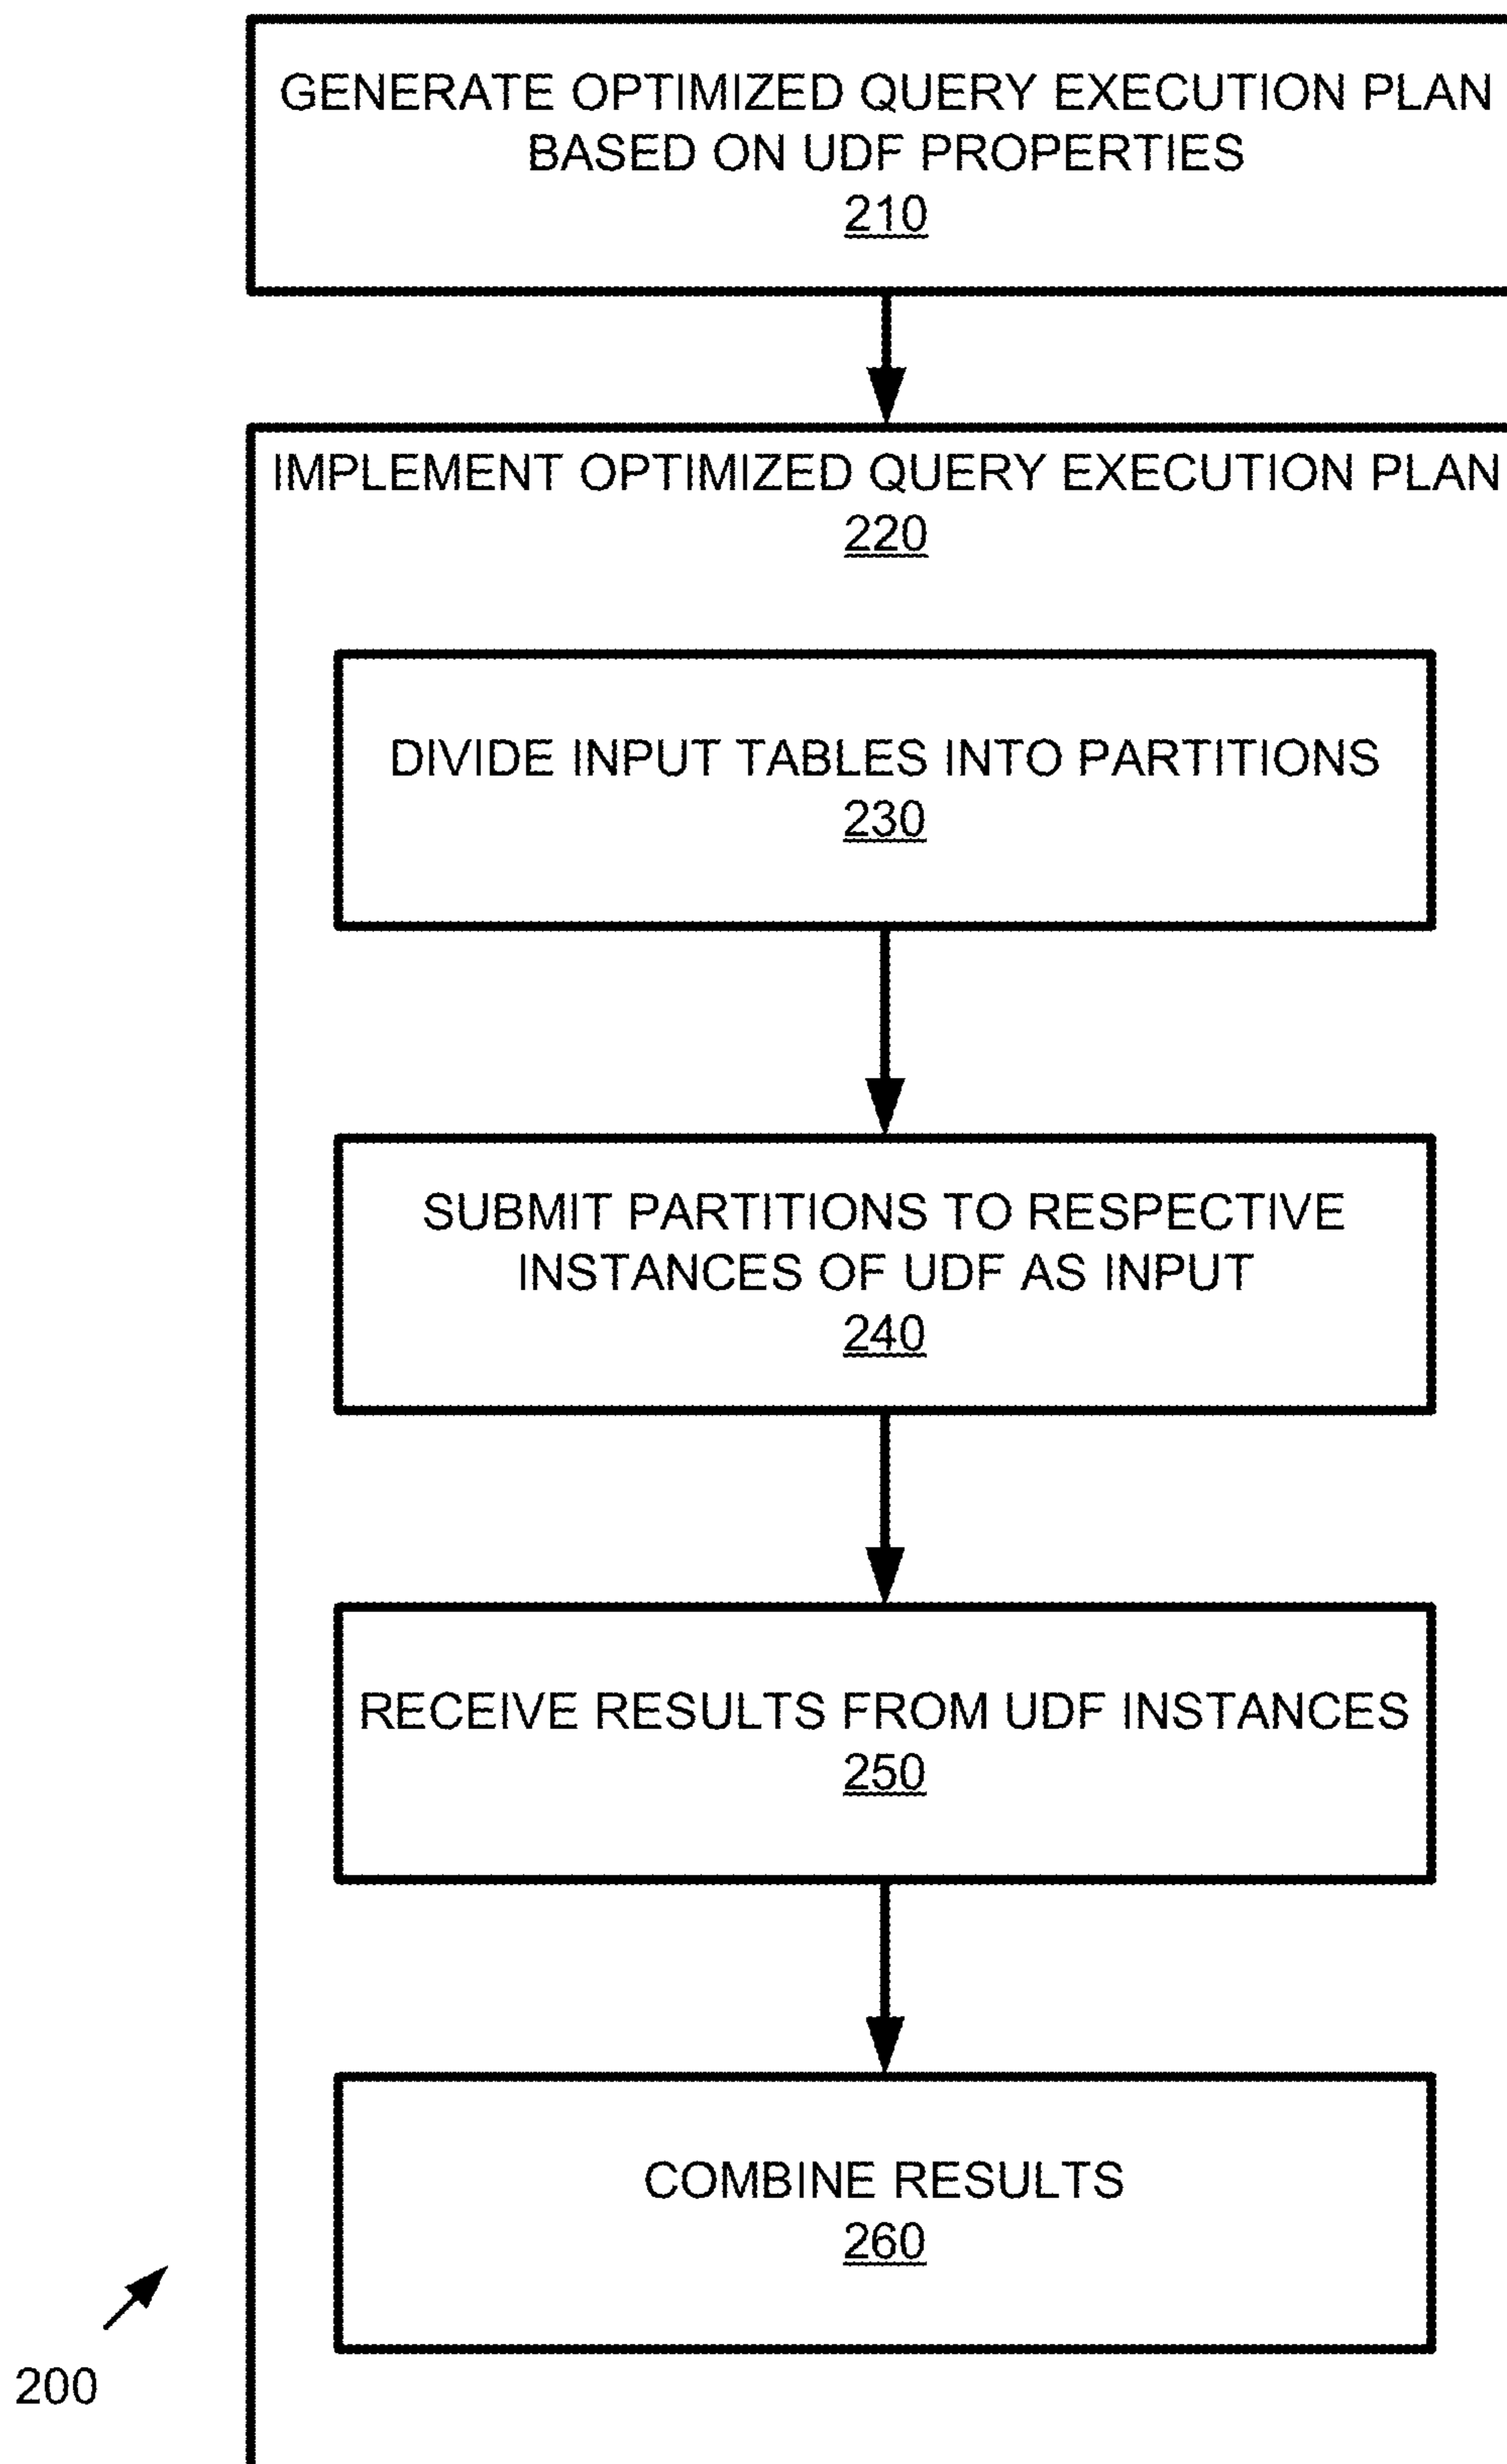 GENERATE OPTIMIZED QUERY EXECUTION PLAN
BASED ON UDF PROPERTIES
210
IMPLEMENT OPTIMIZED QUERY EXECUTION PLAN
220
DIVIDE INPUT TABLES INTO PARTITIONS
230
SUBMIT PARTITIONS TO RESPECTIVE
INSTANCES OF UDF AS INPUT
240
RECEIVE RESULTS FROM UDF INSTANCES
250
COMBINE RESULTS
260
200